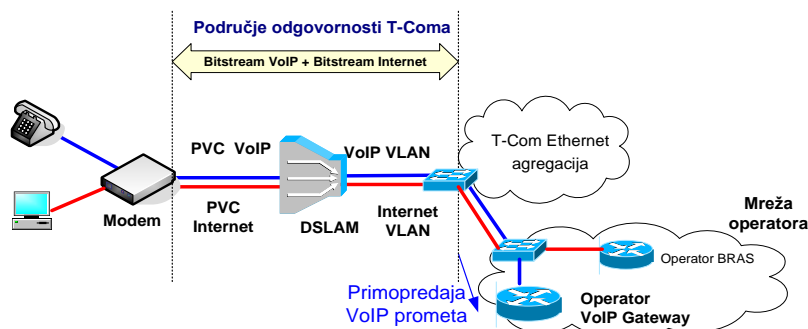 Područje odgovornosti T-Coma
Bitstream VoIP + Bitstream Internet
PVC VoIP
VoIP VLAN
T-Com Ethernet
agregacija
Modem
PVC
Internet
DSLAM
Internet
VLAN
Mreža
operatora
Operator BRAS
Primopredaja
VoIP prometa
Operator
VoIP Gateway